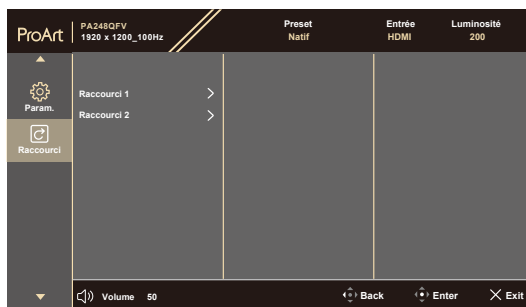 ProArt
PA248QFV
1920 x 1200_100Hz
Preset
Natif
Entrée
HDMI
Luminosité
200
Param.
Raccourci
Raccourci 1
Raccourci 2
Volume 50
Back
Enter
Exit